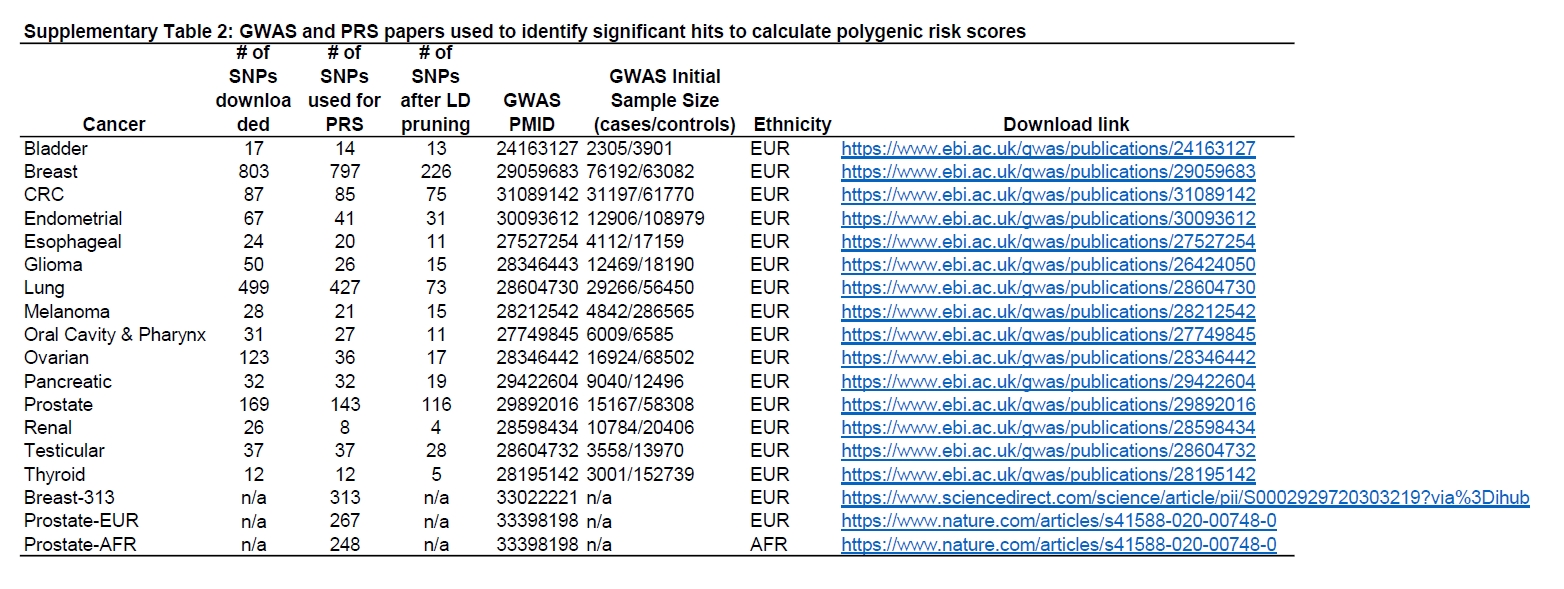 Supplementary Table 2: GWAS and PRS papers used to identify significant hits to calculate polygenic risk scores
Cancer # of SNPs downloa ded # of SNPs used for PRS # of SNPs after LD pruning GWAS PMID GWAS Initial Sample Size (cases/controls) Ethnicity Download link
Bladder 17 14 13 24163127 2305/3901 EUR https://www.ebi.ac.uk/gwas/publications/24163127
Breast 803 797 226 29059683 76192/63082 EUR https://www.ebi.ac.uk/gwas/publications/29059683
CRC 87 85 75 31089142 31197/61770 EUR https://www.ebi.ac.uk/gwas/publications/31089142
Endometrial 67 41 31 30093612 12906/108979 EUR https://www.ebi.ac.uk/gwas/publications/30093612
Esophageal 24 20 11 27527254 4112/17159 EUR https://www.ebi.ac.uk/gwas/publications/27527254
Glioma 50 26 15 28346443 12469/18190 EUR https://www.ebi.ac.uk/gwas/publications/26424050
Lung 499 427 73 28604730 29266/56450 EUR https://www.ebi.ac.uk/gwas/publications/28604730
Melanoma 28 21 15 28212542 4842/286565 EUR https://www.ebi.ac.uk/gwas/publications/28212542
Oral Cavity & Pharynx 31 27 11 27749845 6009/6585 EUR https://www.ebi.ac.uk/gwas/publications/27749845
Ovarian 123 36 17 28346442 16924/68502 EUR https://www.ebi.ac.uk/gwas/publications/28346442
Pancreatic 32 32 19 29422604 9040/12496 EUR https://www.ebi.ac.uk/gwas/publications/29422604
Prostate 169 143 116 29892016 15167/58308 EUR https://www.ebi.ac.uk/gwas/publications/29892016
Renal 26 8 4 28598434 10784/20406 EUR https://www.ebi.ac.uk/gwas/publications/28598434
Testicular 37 37 28 28604732 3558/13970 EUR https://www.ebi.ac.uk/gwas/publications/28604732
Thyroid 12 12 5 28195142 3001/152739 EUR https://www.ebi.ac.uk/gwas/publications/28195142
Breast-313 n/a 313 n/a 33022221 n/a EUR https://www.sciencedirect.com/science/article/pii/S0002929720303219?via%3Dihub
Prostate-EUR n/a 267 n/a 33398198 n/a EUR https://www.nature.com/articles/s41588-020-00748-0
Prostate-AFR n/a 248 n/a 33398198 n/a AFR https://www.nature.com/articles/s41588-020-00748-0